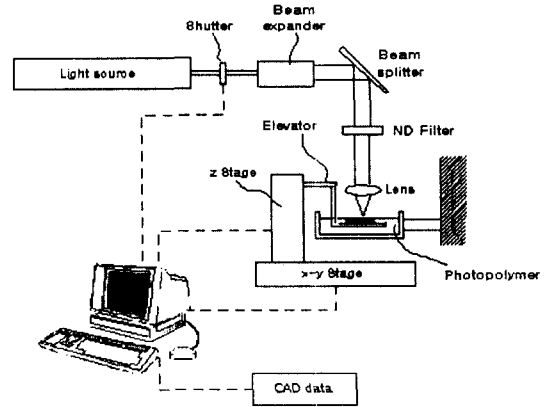 Beam
expander
Shutter
Light source
Beam
splitter
Elevator
ND Filter
z Stage
Lens
x-y Stage
Photopolymer
CAD data